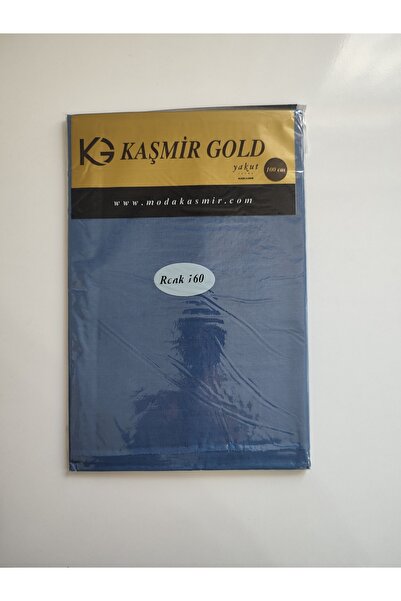 KG KAŞMİR GOLD
yakut
100 cm
www.modakasmir.com
Renk 160